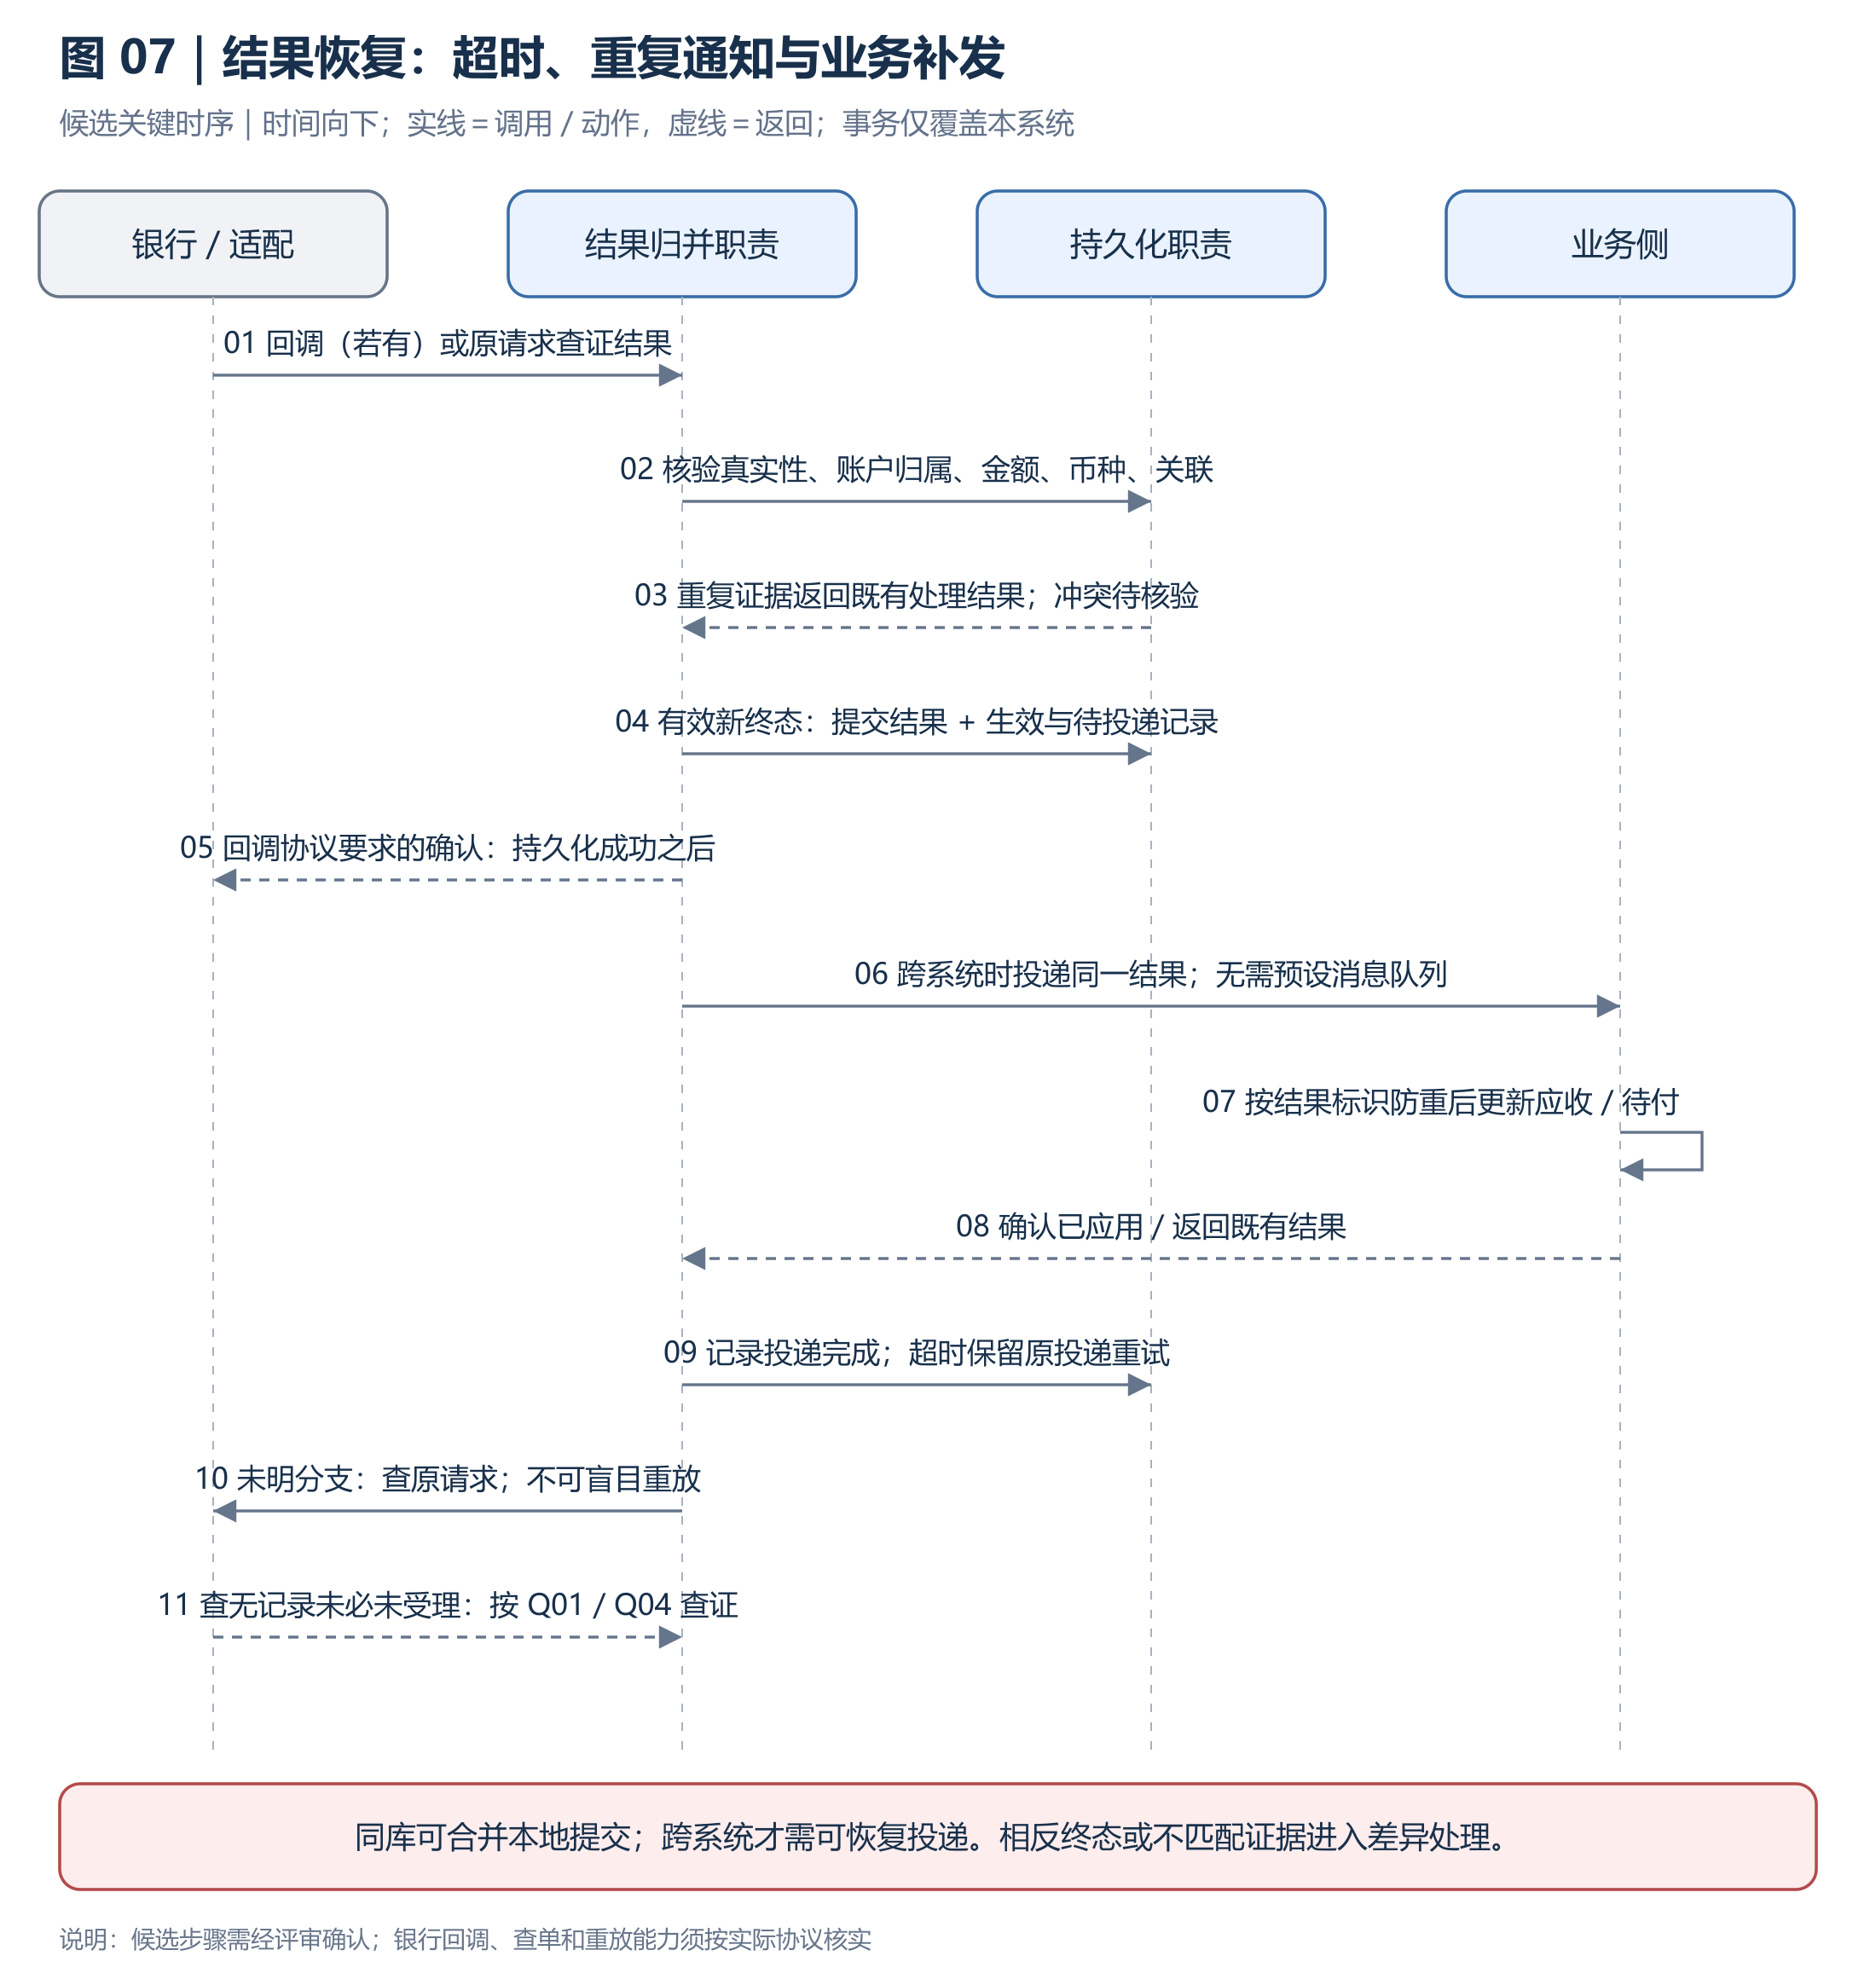 图 07｜结果恢复：超时、重复通知与业务补发
候选关键时序｜时间向下；实线＝调用 / 动作，虚线＝返回；事务仅覆盖本系统
银行 / 适配
结果归并职责
持久化职责
业务侧
01 回调（若有）或原请求查证结果
02 核验真实性、账户归属、金额、币种、关联
03 重复证据返回既有处理结果；冲突待核验
04 有效新终态：提交结果 + 生效与待投递记录
05 回调协议要求的确认：持久化成功之后
06 跨系统时投递同一结果；无需预设消息队列
07 按结果标识防重后更新应收 / 待付
08 确认已应用 / 返回既有结果
09 记录投递完成；超时保留原投递重试
10 未明分支：查原请求；不可盲目重放
11 查无记录未必未受理：按 Q01 / Q04 查证
同库可合并本地提交；跨系统才需可恢复投递。相反终态或不匹配证据进入差异处理。
说明：候选步骤需经评审确认；银行回调、查单和重放能力须按实际协议核实